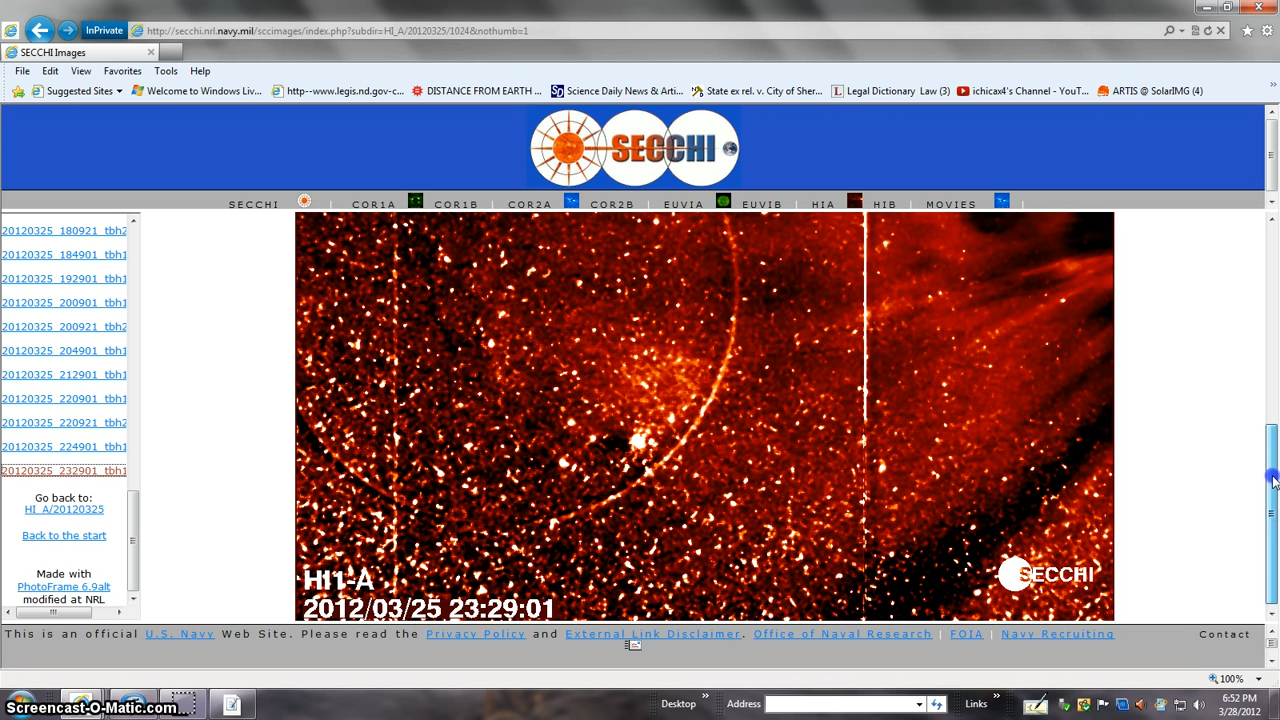 InPrivate
http://secchi.nrl.navy.mil/sccimages/index.php?subdir=HI_A/20120325/1024&nothumb=1
SECCHI Images
File Edit View Favorites Tools Help
Suggested Sites
Welcome to Windows Liv...
http--www.legis.nd.gov-c...
DISTANCE FROM EARTH ...
Science Daily News & Arti...
State ex rel. v. City of Sher...
Legal Dictionary Law (3)
ichicax4's Channel - YouT...
ARTIS @ SolarIMG (4)
SECCHI
SECCHI | COR1A COR1B | COR2A COR2B | EUVIA EUVIB | HIA HIB | MOVIES |
20120325_180921_tbh2
20120325_184901_tbh1
20120325_192901_tbh1
20120325_200901_tbh1
20120325_200921_tbh2
20120325_204901_tbh1
20120325_212901_tbh1
20120325_220901_tbh1
20120325_220921_tbh2
20120325_224901_tbh1
20120325_232901_tbh1
Go back to:
HI_A/20120325
Back to the start
Made with
PhotoFrame 6.9alt
modified at NRL
HI1-A
2012/03/25 23:29:01
SECCHI
This is an official U.S. Navy Web Site. Please read the Privacy Policy and External Link Disclaimer. Office of Naval Research | FOIA | Navy Recruiting
Contact
100%
Screencast-O-Matic.com
Desktop
Address
Links
6:52 PM
3/28/2012